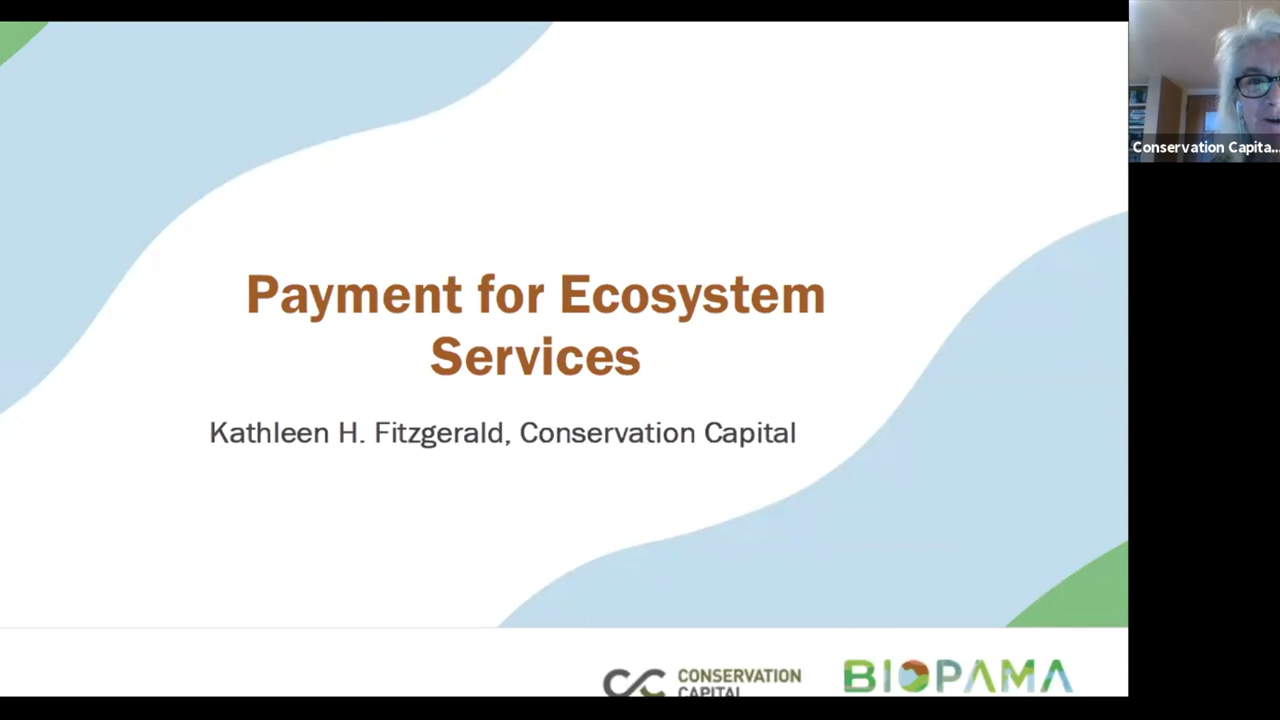 Conservation Capita...
Payment for Ecosystem
Services
Kathleen H. Fitzgerald, Conservation Capital
CONSERVATION
CAPITAL
BIOPAMA